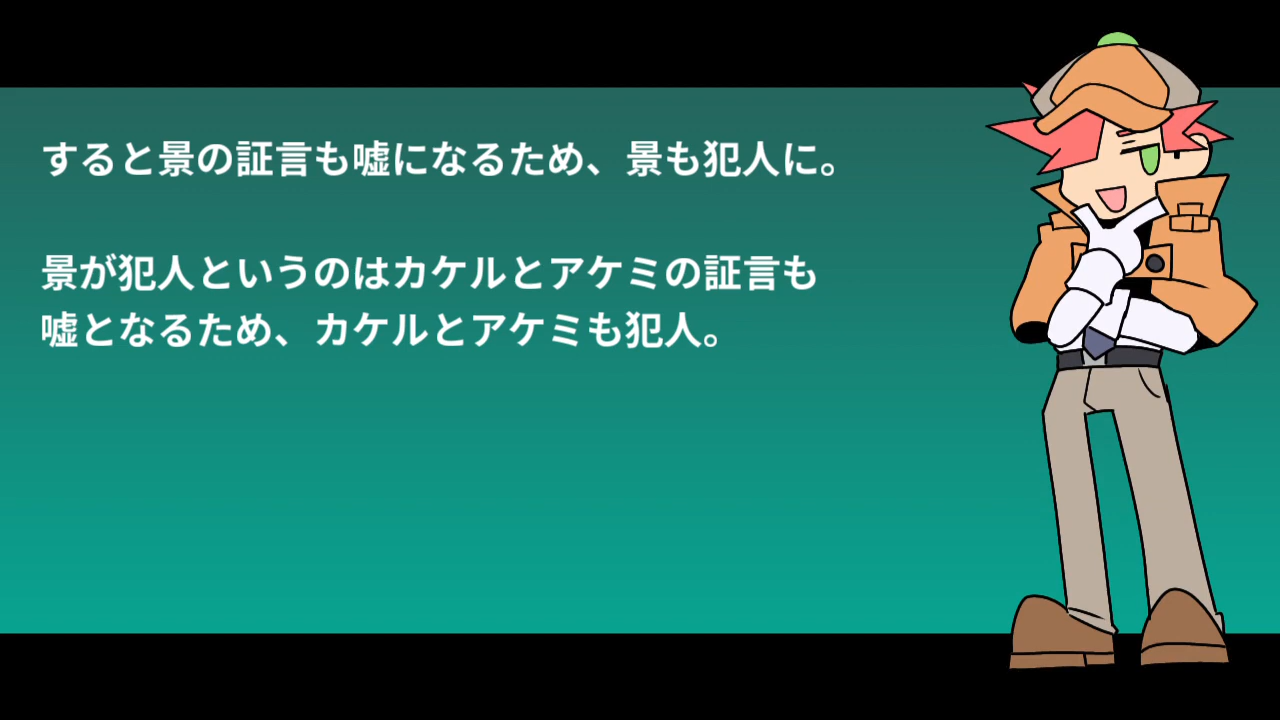 すると景の証言も嘘になるため、景も犯人に。
景が犯人というのはカケルとアケミの証言も
嘘となるため、カケルとアケミも犯人。